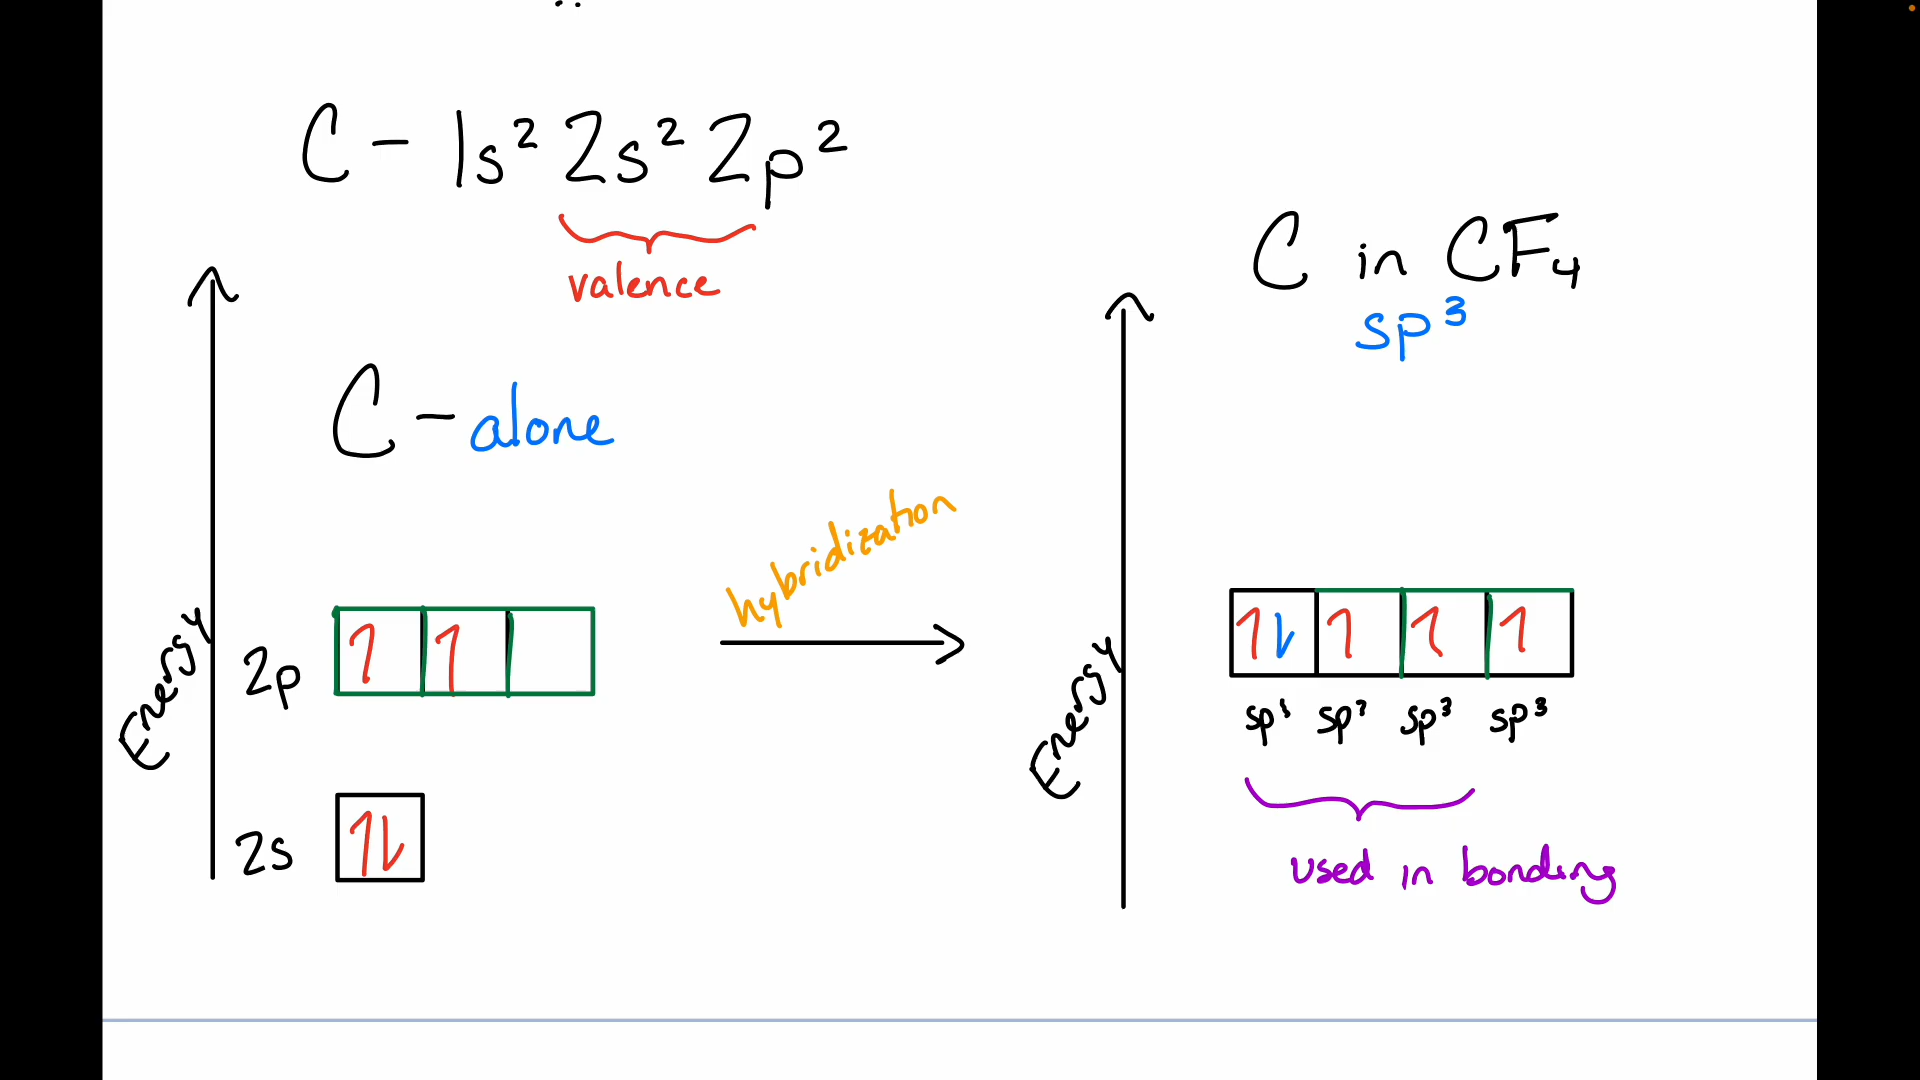 C - 1s² 2s² 2p²
valence
C in CF₄
sp³
C - alone
hybridization
Energy
2p
2s
Energy
sp³ sp³ sp³ sp³
used in bonding